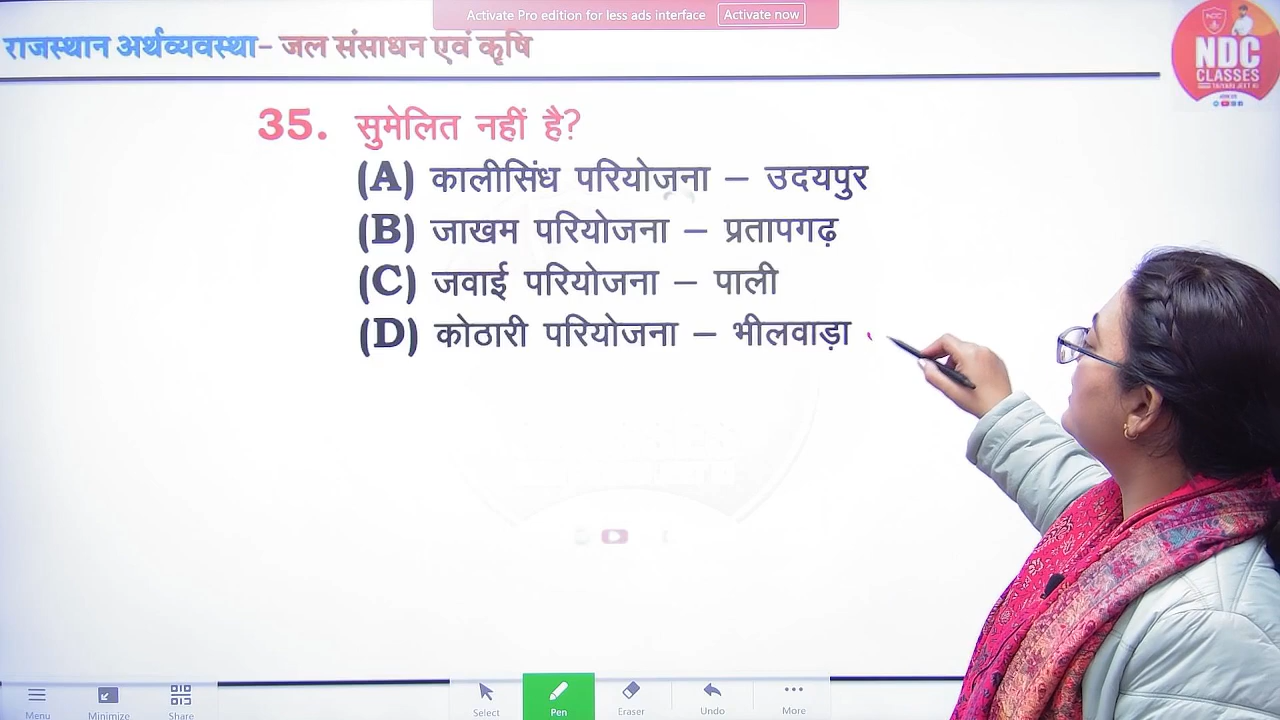 Activate Pro edition for less ads interface Activate now
राजस्थान अर्थव्यवस्था– जल संसाधन एवं कृषि
NDC
CLASSES
35. सुमेलित नहीं है?
(A) कालीसिंध परियोजना – उदयपुर
(B) जाखम परियोजना – प्रतापगढ़
(C) जवाई परियोजना – पाली
(D) कोठारी परियोजना – भीलवाड़ा
Menu
Minimize
Share
Select
Pen
Eraser
Undo
More